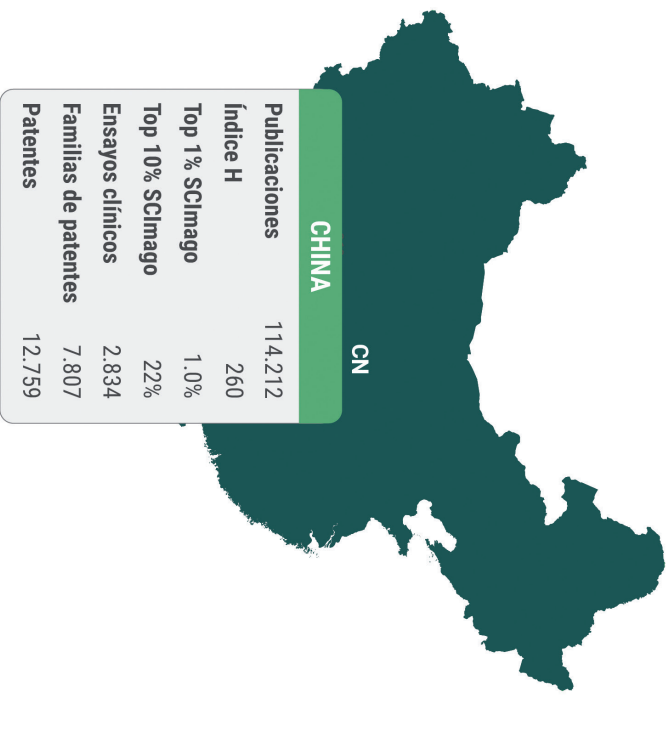 CN
CHINA
Publicaciones 114.212
Índice H 260
Top 1% SCImago 1.0%
Top 10% SCImago 22%
Ensayos clínicos 2.834
Familias de patentes 7.807
Patentes 12.759